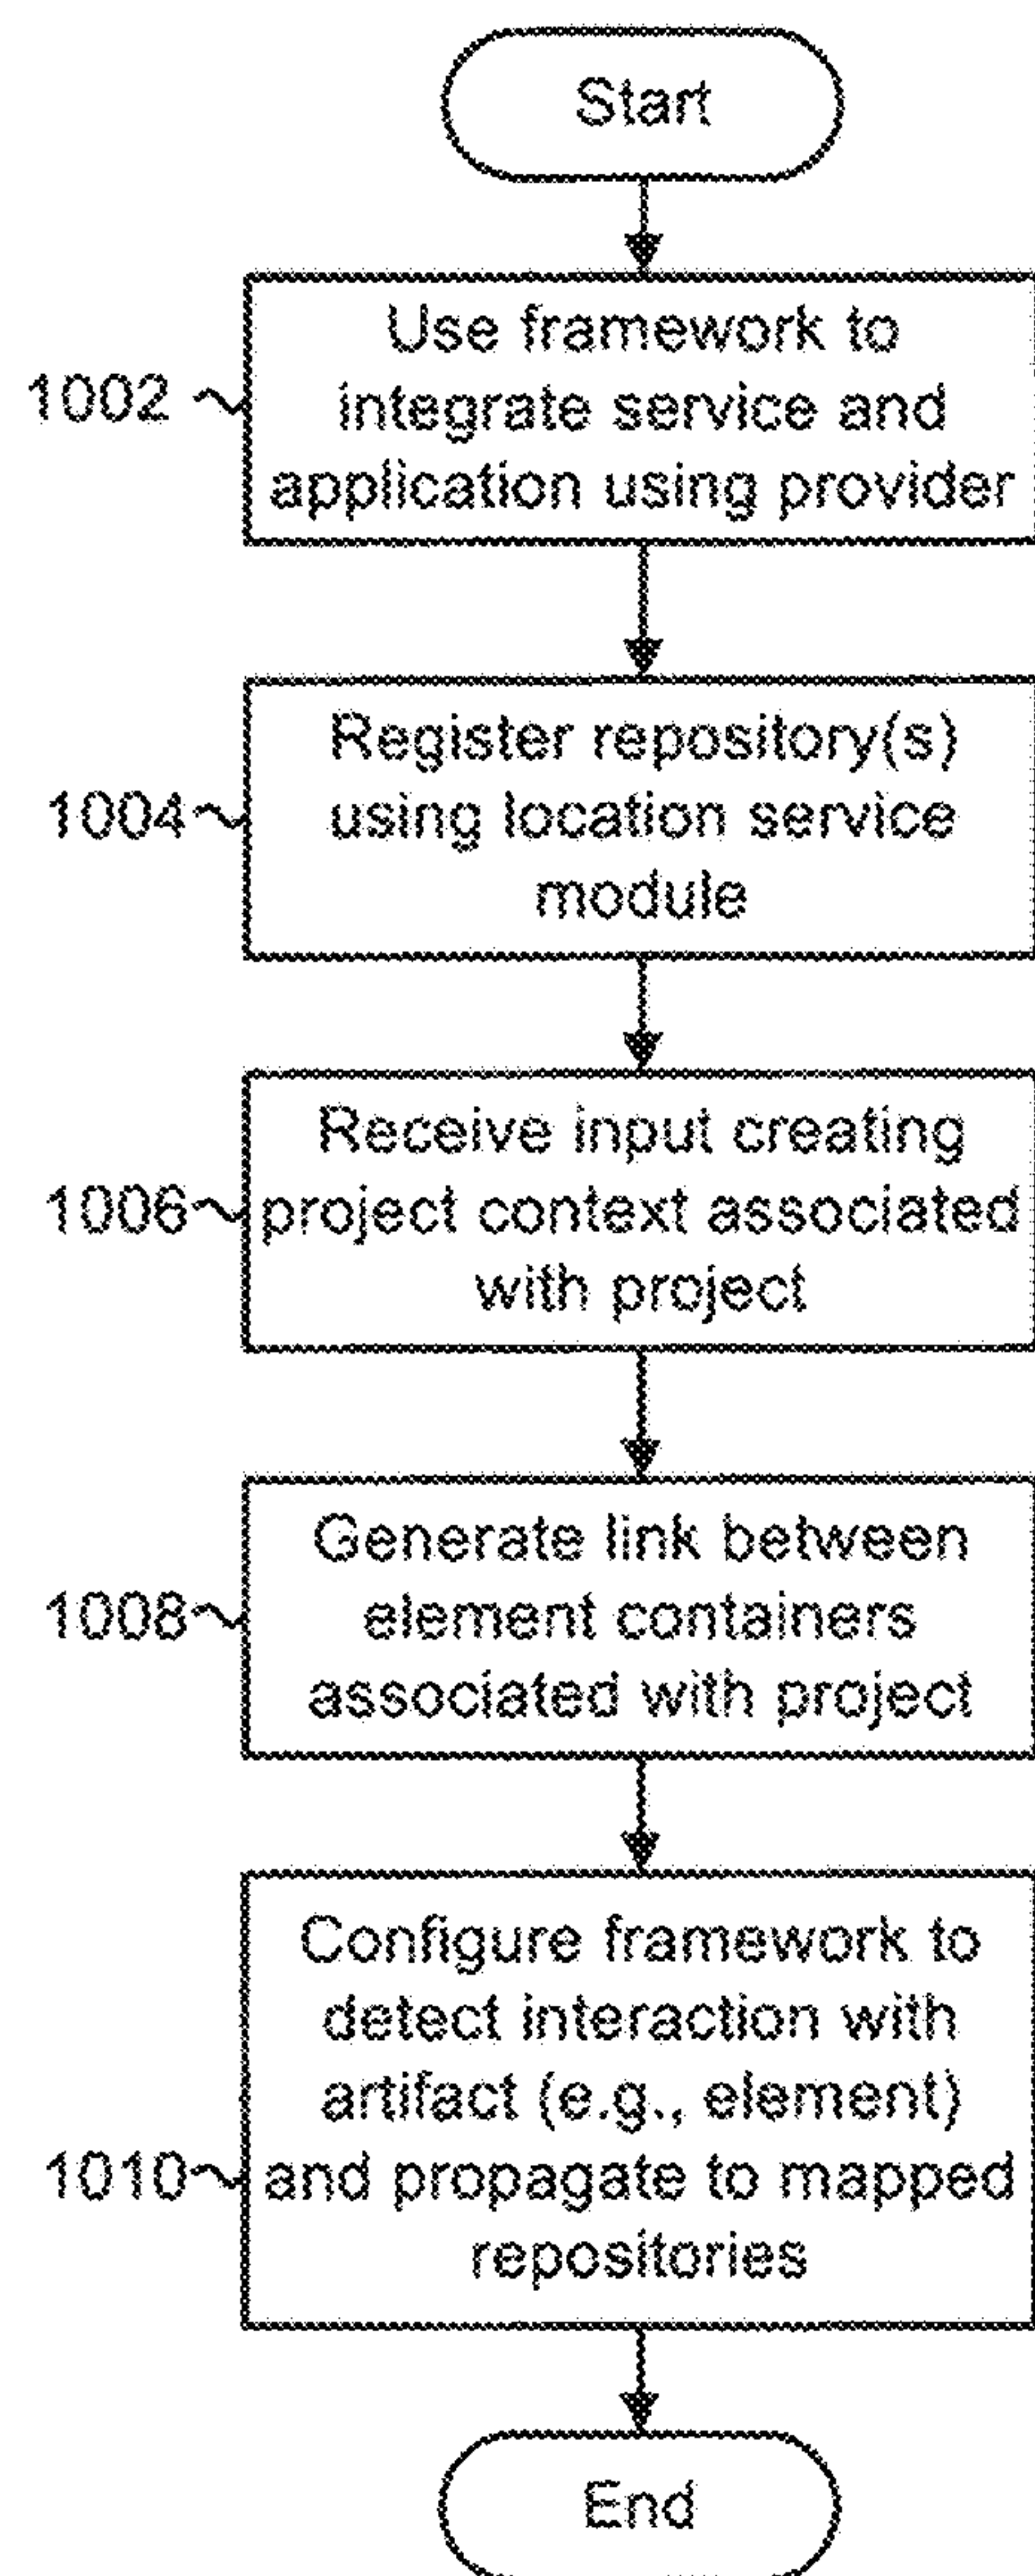 Start
Use framework to
1002
integrate service and
application using provider
Register repository(s)
1004
using location service
module
Receive input creating
1006
project context associated
with project
Generate link between
1008
element containers
associated with project
Configure framework to
detect interaction with
artifact (e.g., element)
1010
and propagate to mapped
repositories
End